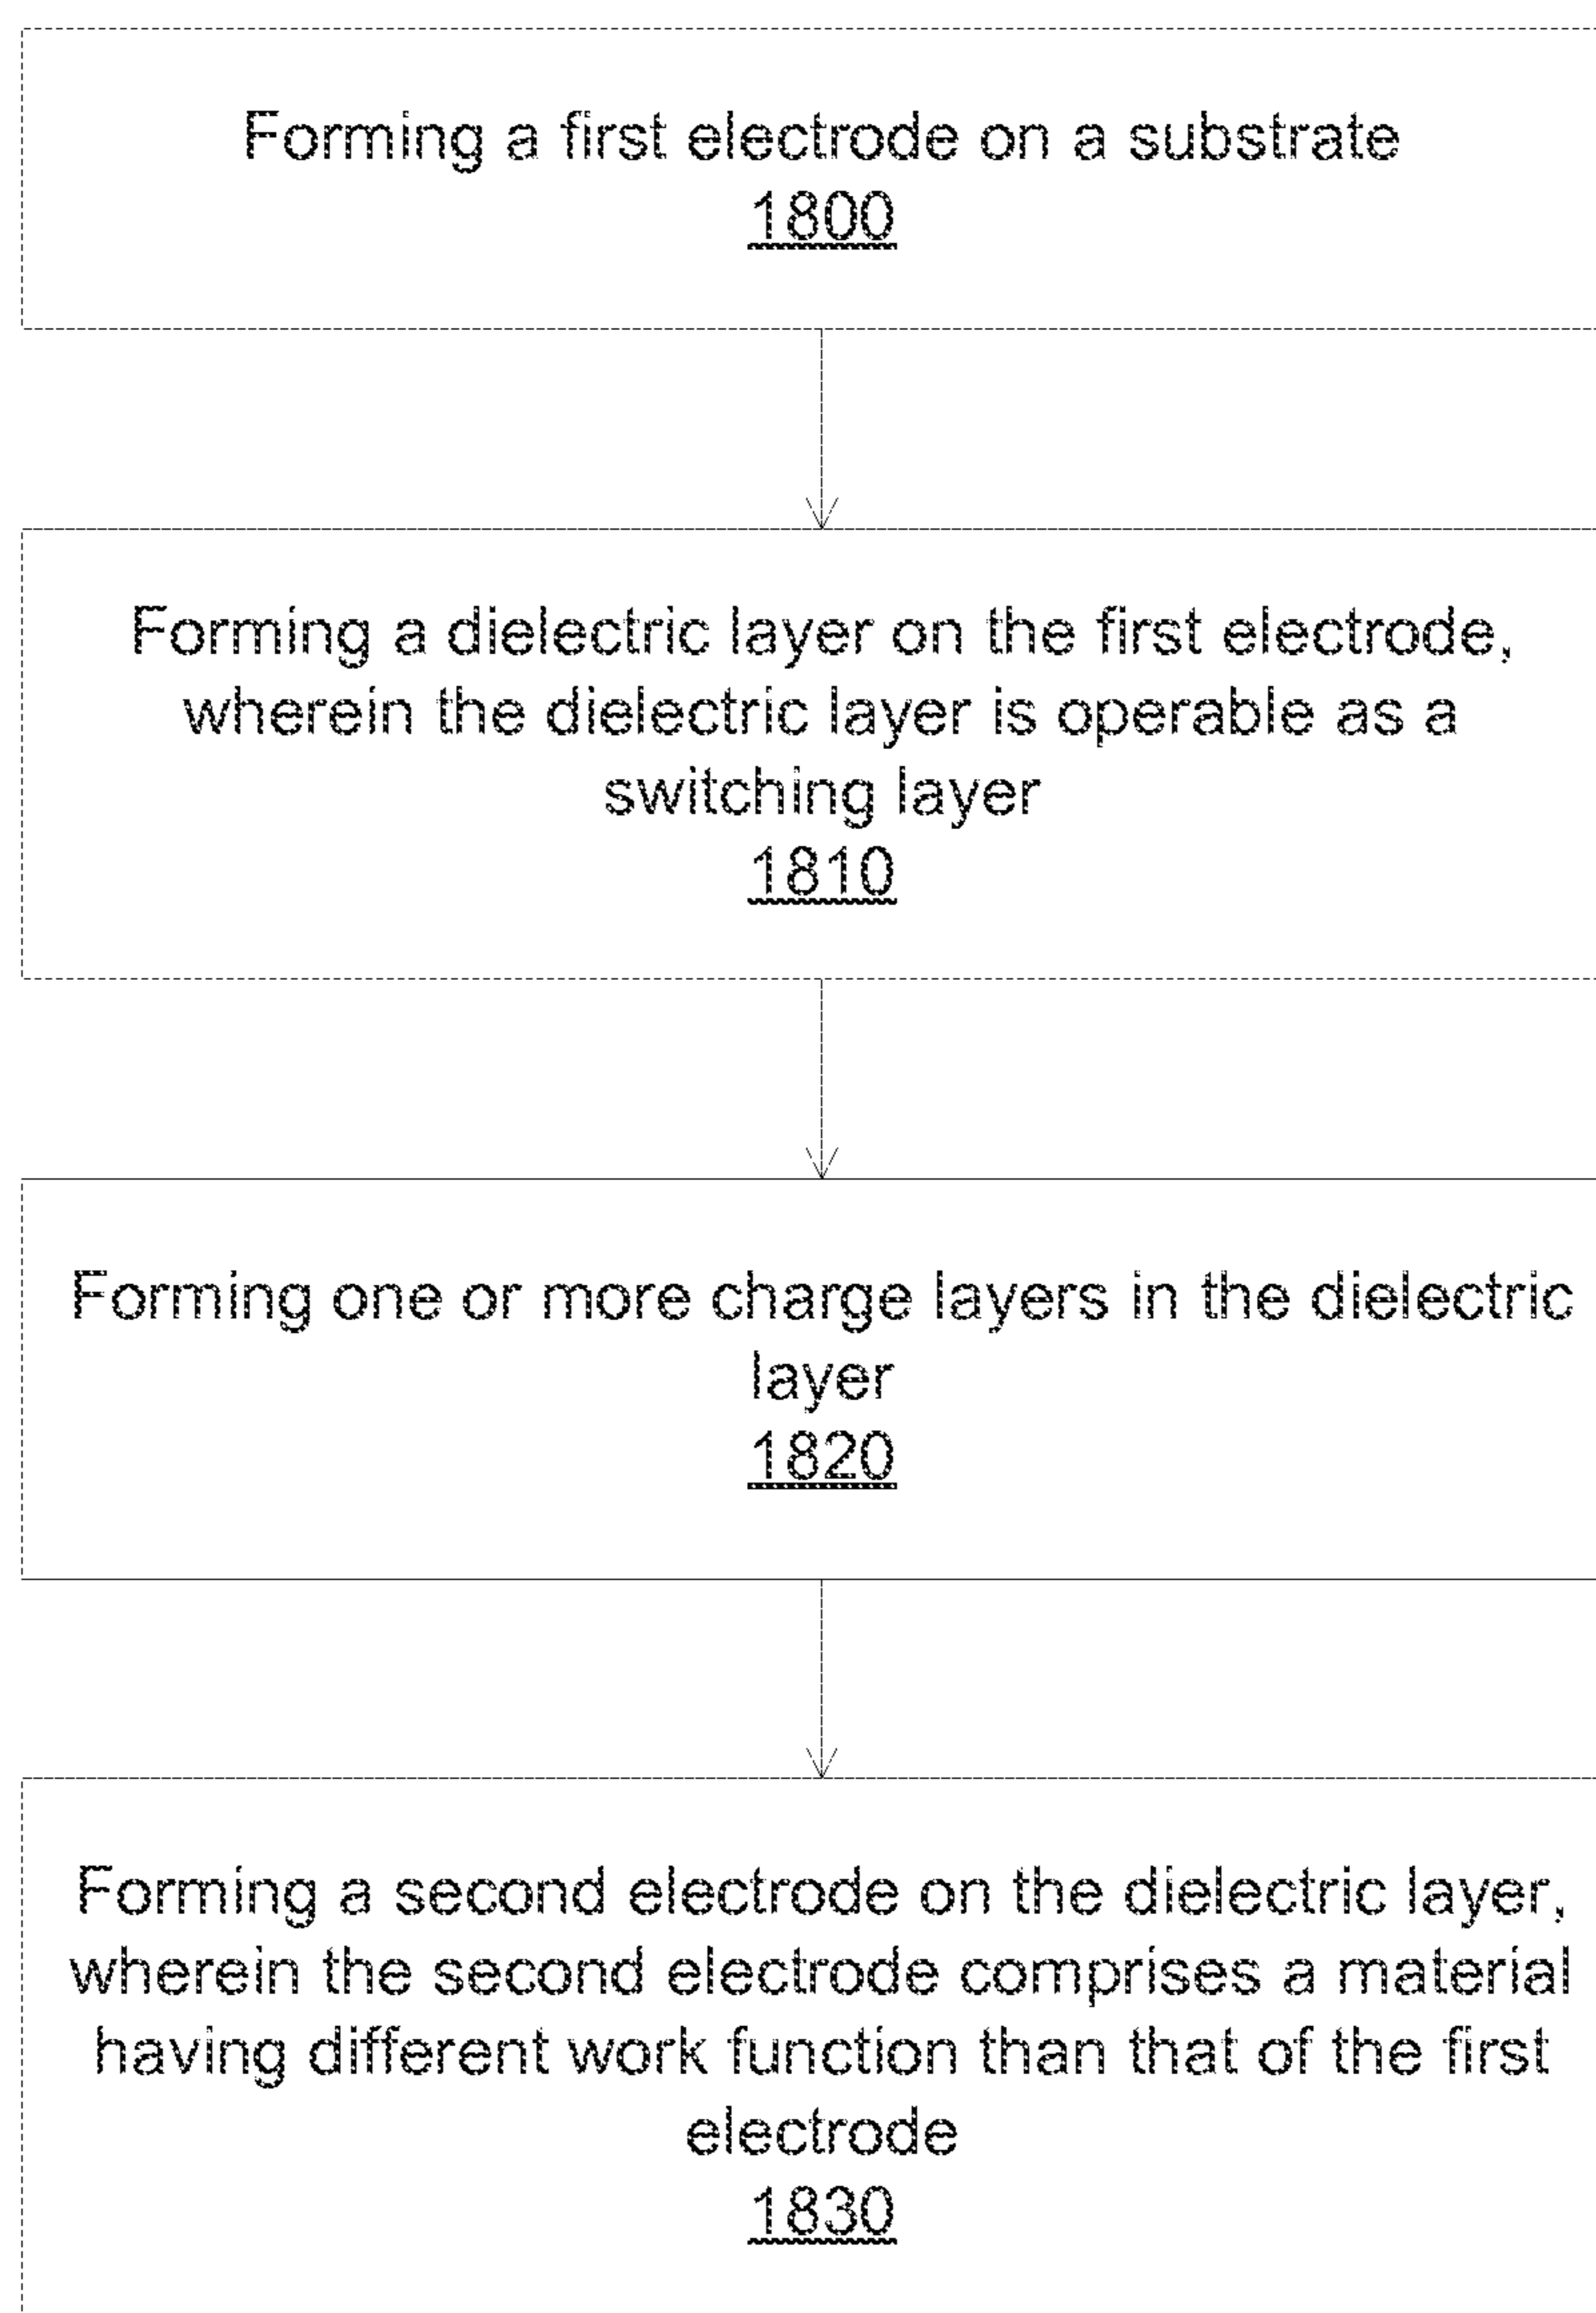 Forming a first electrode on a substrate
1800
Forming a dielectric layer on the first electrode,
wherein the dielectric layer is operable as a
switching layer
1810
Forming one or more charge layers in the dielectric
layer
1820
Forming a second electrode on the dielectric layer,
wherein the second electrode comprises a material
having different work function than that of the first
electrode
1830